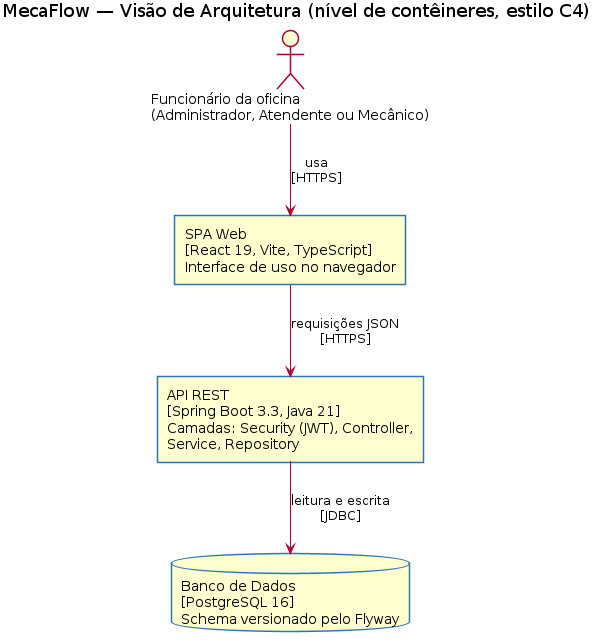 MecaFlow — Visão de Arquitetura (nível de contêineres, estilo C4)
Funcionário da oficina
(Administrador, Atendente ou Mecânico)
usa
[HTTPS]
SPA Web
[React 19, Vite, TypeScript]
Interface de uso no navegador
requisições JSON
[HTTPS]
API REST
[Spring Boot 3.3, Java 21]
Camadas: Security (JWT), Controller,
Service, Repository
leitura e escrita
[JDBC]
Banco de Dados
[PostgreSQL 16]
Schema versionado pelo Flyway